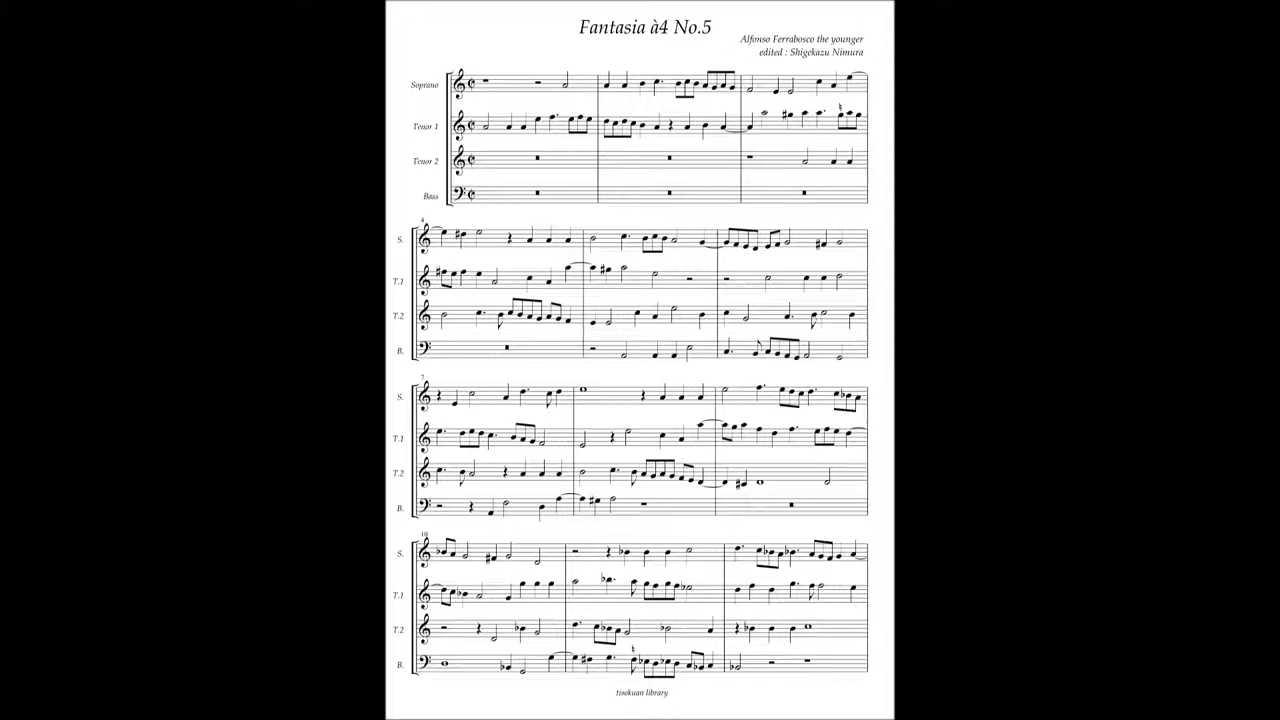 Fantasia à4 No.5
Alfonso Ferrabosco the younger
edited : Shigekazu Nimura
Soprano
Tenor 1
Tenor 2
Bass
4
S.
T.1
T.2
B.
7
S.
T.1
T.2
B.
10
S.
T.1
T.2
B.
tisokuan library